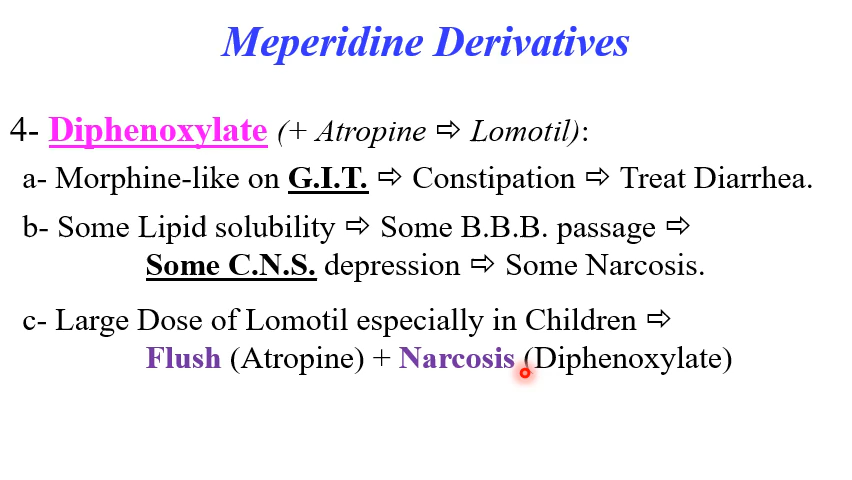 Meperidine Derivatives
4- Diphenoxylate (+ Atropine ⇨ Lomotil):
a- Morphine-like on G.I.T. ⇨ Constipation ⇨ Treat Diarrhea.
b- Some Lipid solubility ⇨ Some B.B.B. passage ⇨
Some C.N.S. depression ⇨ Some Narcosis.
c- Large Dose of Lomotil especially in Children ⇨
Flush (Atropine) + Narcosis (Diphenoxylate)